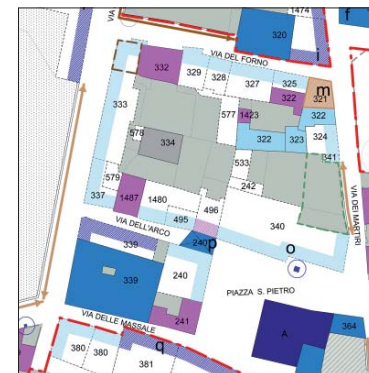 1474
VIA
f
320
i
VIA DEL FORNO
332
329
328
327
325
m
322
321
333
577
1423
322
578
334
322
323
324
341
533
579
242
337
1487
1480
496
340
495
VIA DEI MARTIRI
VIA DELL'ARCO
339
240
p
o
339
240
PIAZZA S. PIETRO
VIA DELLE MASSALE
241
A
364
q
380
380
381